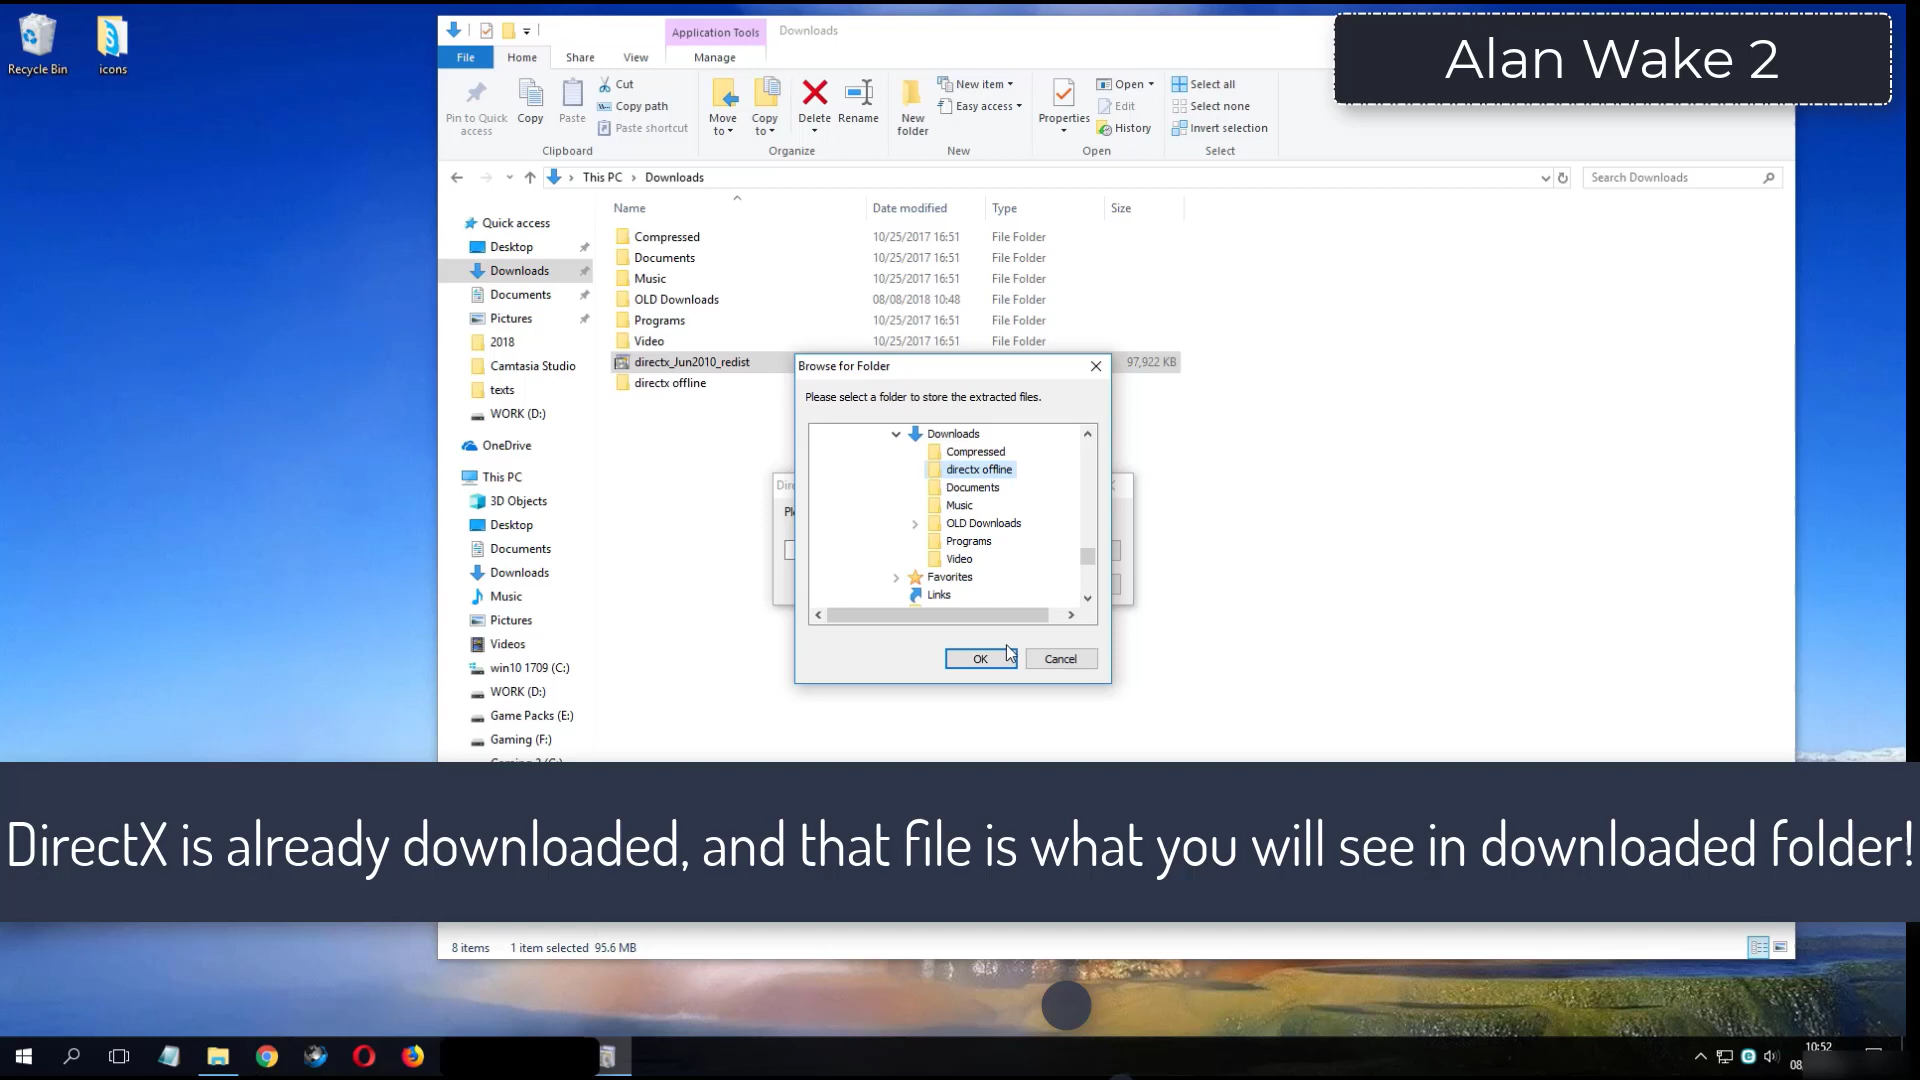 Recycle Bin
icons
Application Tools
Downloads
File
Home
Share
View
Manage
Pin to Quick access
Copy
Paste
Cut
Copy path
Paste shortcut
Clipboard
Move to
Copy to
Delete
Rename
Organize
New folder
New item
Easy access
New
Properties
Open
Edit
History
Open
Select all
Select none
Invert selection
Select
Alan Wake 2
This PC > Downloads
Search Downloads
Name
Date modified
Type
Size
Quick access
Desktop
Downloads
Documents
Pictures
2018
Camtasia Studio
texts
WORK (D:)
OneDrive
This PC
3D Objects
Desktop
Documents
Downloads
Music
Pictures
Videos
win10 1709 (C:)
WORK (D:)
Game Packs (E:)
Gaming (F:)
Compressed 10/25/2017 16:51 File Folder
Documents 10/25/2017 16:51 File Folder
Music 10/25/2017 16:51 File Folder
OLD Downloads 08/08/2018 10:48 File Folder
Programs 10/25/2017 16:51 File Folder
Video 10/25/2017 16:51 File Folder
directx_Jun2010_redist 97,922 KB
directx offline
Browse for Folder
Please select a folder to store the extracted files.
Downloads
Compressed
directx offline
Documents
Music
OLD Downloads
Programs
Video
Favorites
Links
OK
Cancel
DirectX is already downloaded, and that file is what you will see in downloaded folder!
8 items 1 item selected 95.6 MB
10:52